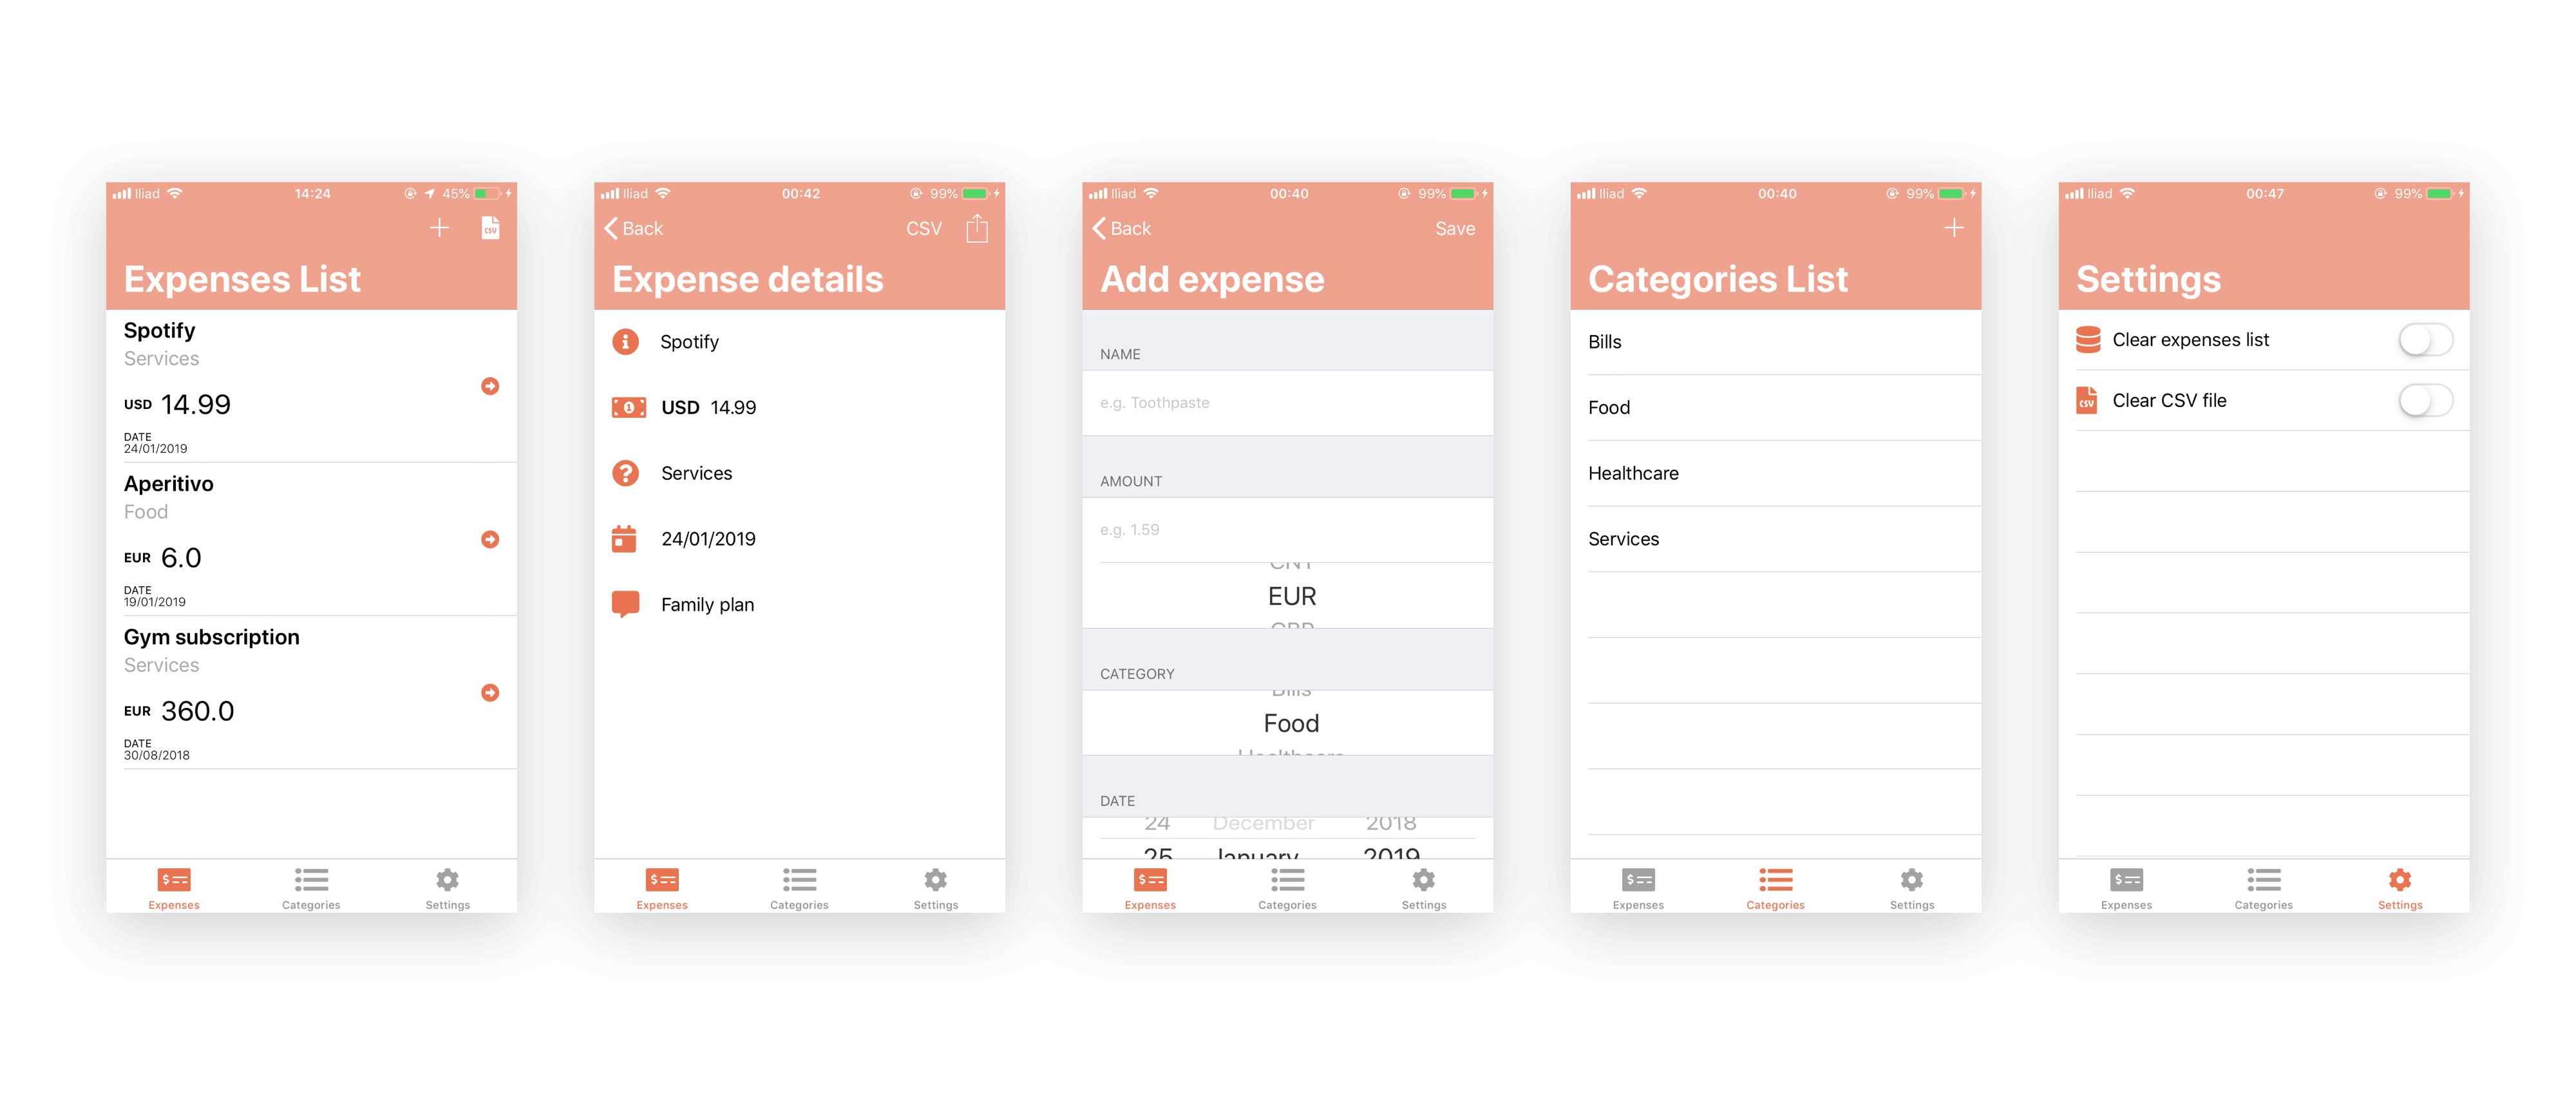 Iliad 14:24 45%
CSV
Expenses List
Spotify
Services
USD 14.99
DATE
24/01/2019
Aperitivo
Food
EUR 6.0
DATE
19/01/2019
Gym subscription
Services
EUR 360.0
DATE
30/08/2018
$
Expenses Categories Settings
Iliad 00:42 99%
Back CSV
Expense details
Spotify
1 USD 14.99
? Services
24/01/2019
Family plan
$
Expenses Categories Settings
Iliad 00:40 99%
Back Save
Add expense
NAME
e.g. Toothpaste
AMOUNT
e.g. 1.59
CNY
EUR
GBP
CATEGORY
Bills
Food
Healthcare
DATE
24 December 2018
25 January 2019
$
Expenses Categories Settings
Iliad 00:40 99%
Categories List
Bills
Food
Healthcare
Services
$
Expenses Categories Settings
Iliad 00:47 99%
Settings
Clear expenses list
CSV Clear CSV file
$
Expenses Categories Settings